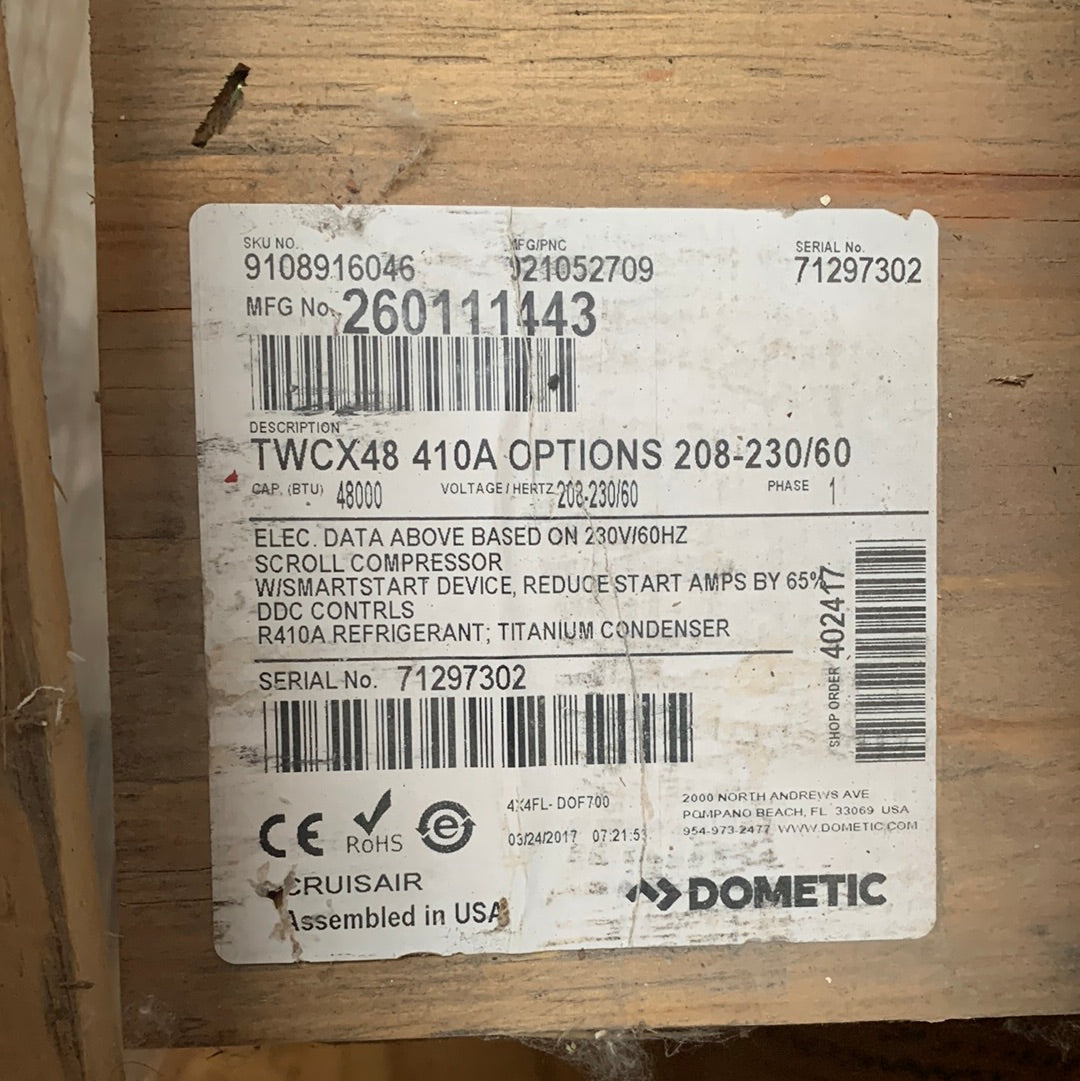 SKU NO.
9108916046
MFG/PNC
021052709
SERIAL No.
71297302
MFG No. 260111443
DESCRIPTION
TWCX48 410A OPTIONS 208-230/60
CAP. (BTU) 48000 VOLTAGE/HERTZ 208-230/60 PHASE 1
ELEC. DATA ABOVE BASED ON 230V/60HZ
SCROLL COMPRESSOR
W/SMARTSTART DEVICE, REDUCE START AMPS BY 65%
DDC CONTRLS
R410A REFRIGERANT; TITANIUM CONDENSER
SHOP ORDER 402417
SERIAL No. 71297302
CE
RoHS
e
4X4FL- DOF700
03/24/2017 07:21:53
2000 NORTH ANDREWS AVE
POMPANO BEACH, FL 33069 USA
954-973-2477 WWW.DOMETIC.COM
CRUISAIR
Assembled in USA
DOMETIC